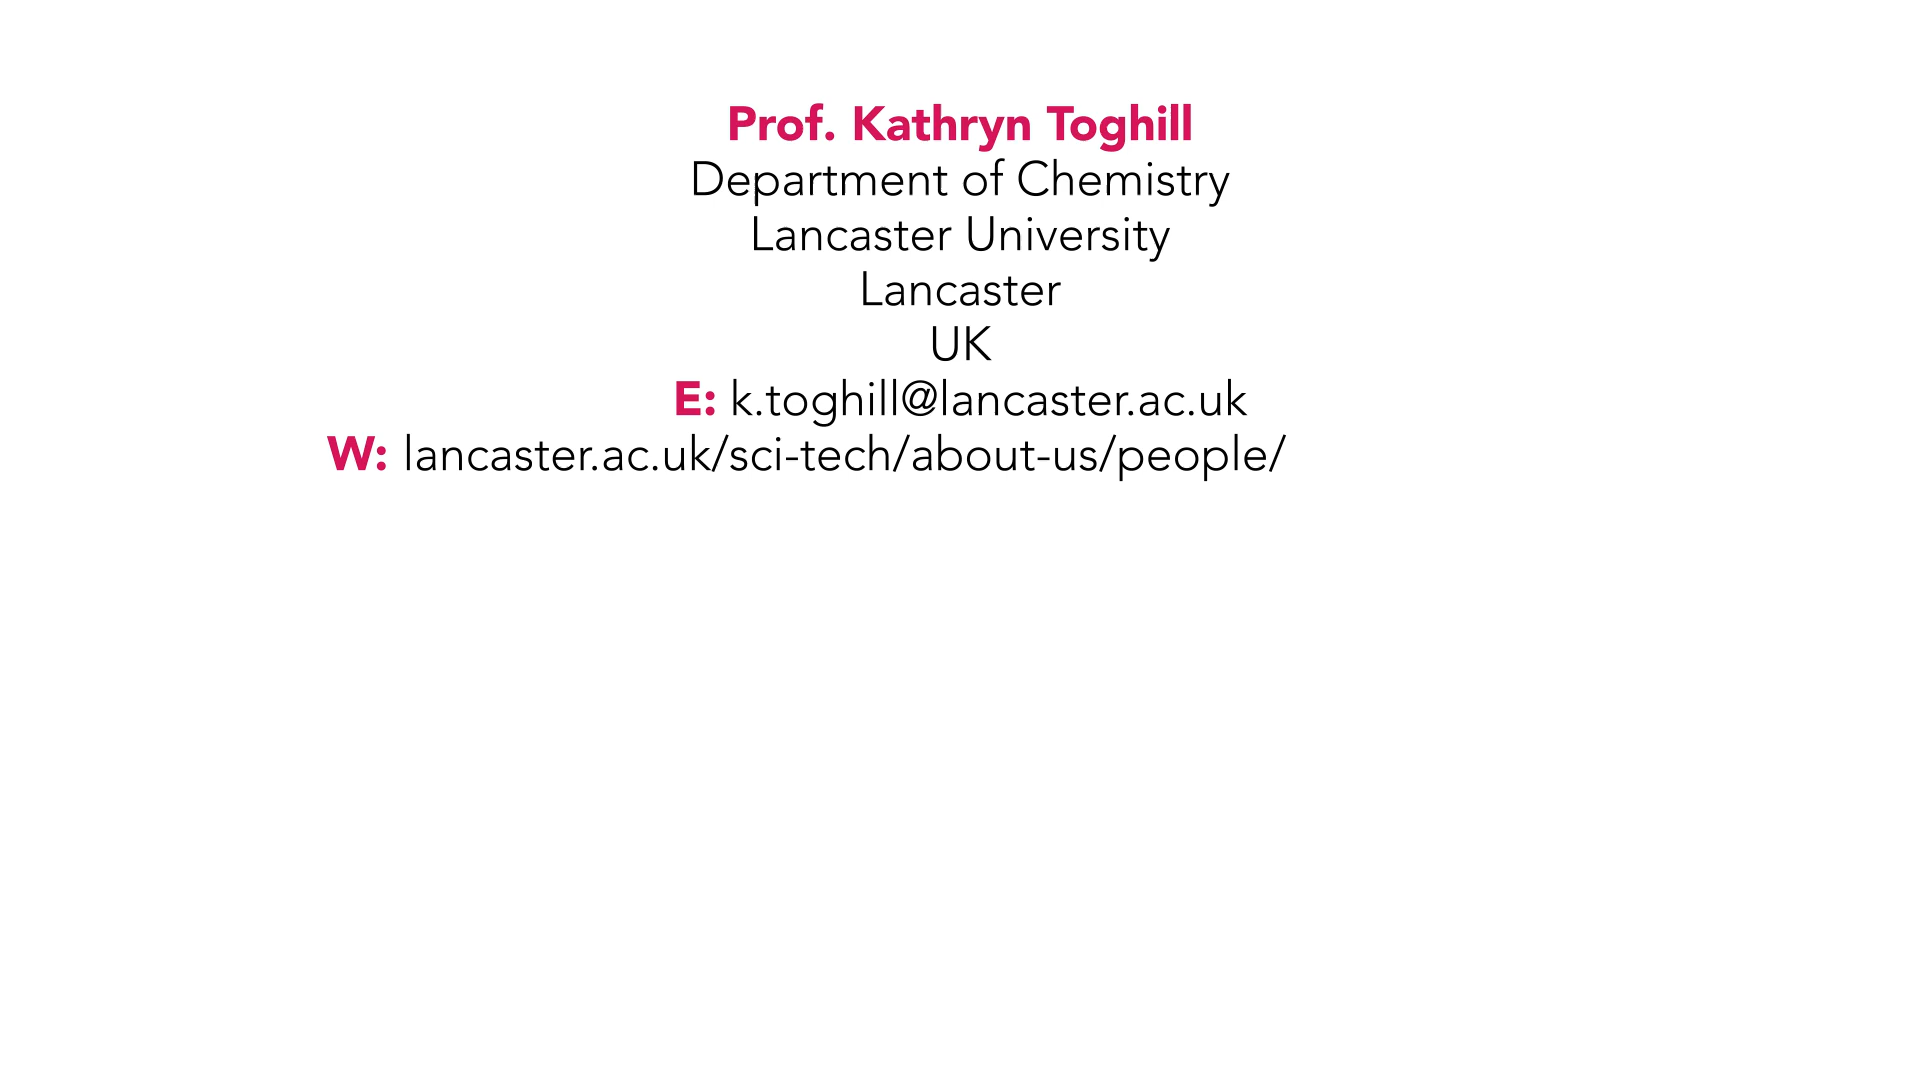 Prof. Kathryn Toghill
Department of Chemistry
Lancaster University
Lancaster
UK
E: k.toghill@lancaster.ac.uk
W: lancaster.ac.uk/sci-tech/about-us/people/